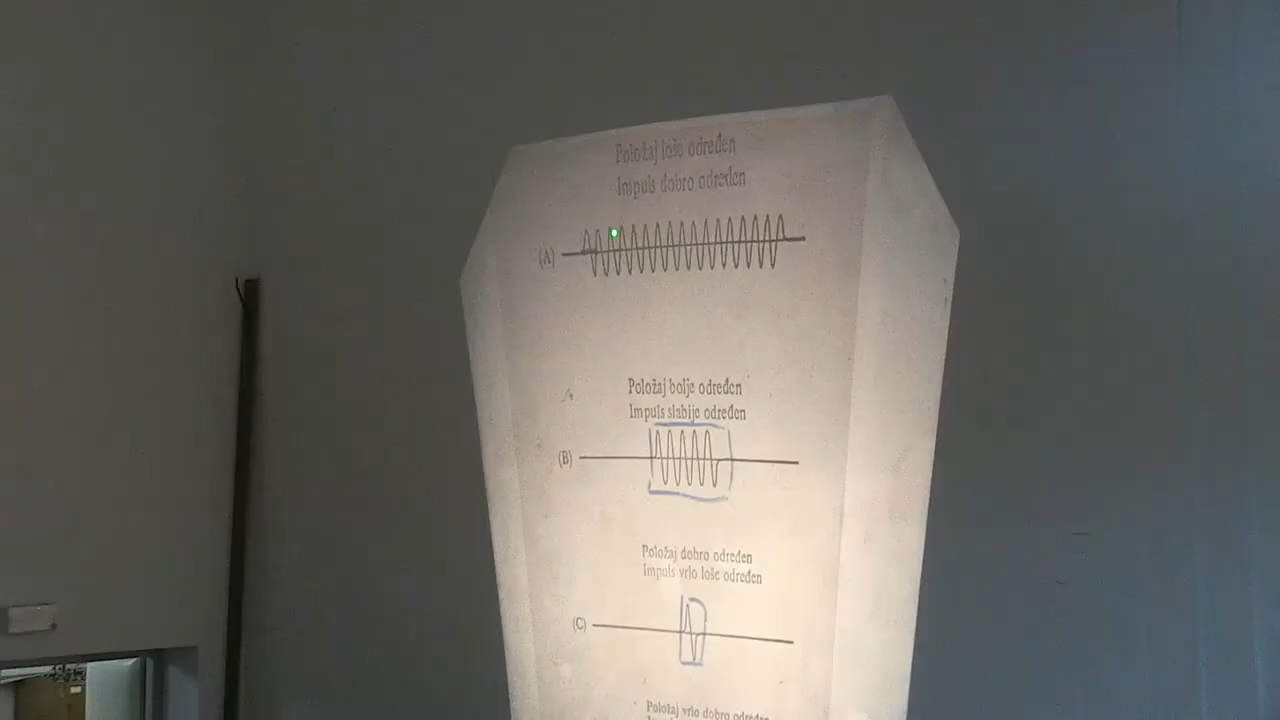 Položaj loše određen
Impuls dobro određen
(A)
Položaj bolje određen
Impuls slabije određen
(B)
Položaj dobro određen
Impuls vrlo loše određen
(C)
Položaj vrlo dobro određen